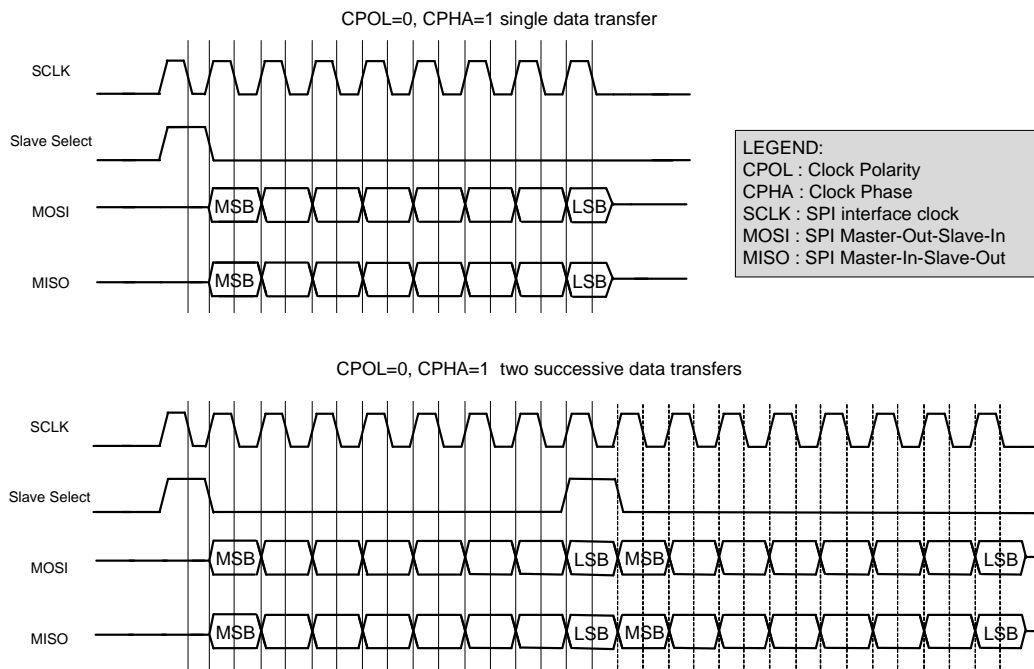 CPOL=0, CPHA=1 single data transfer
SCLK
Slave Select
MOSI
MSB
LSB
MISO
MSB
LSB
LEGEND:
CPOL : Clock Polarity
CPHA : Clock Phase
SCLK : SPI interface clock
MOSI : SPI Master-Out-Slave-In
MISO : SPI Master-In-Slave-Out
CPOL=0, CPHA=1 two successive data transfers
SCLK
Slave Select
MOSI
MSB
LSB
MSB
LSB
MISO
MSB
LSB
MSB
LSB